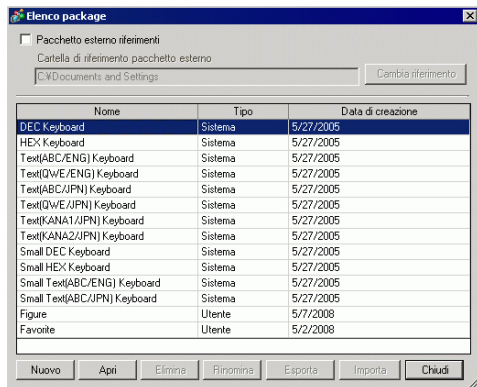 Elenco package
Pacchetto esterno riferimenti
Cartella di riferimento pacchetto esterno
C:¥Documents and Settings
Cambia riferimento
Nome Tipo Data di creazione
DEC Keyboard Sistema 5/27/2005
HEX Keyboard Sistema 5/27/2005
Text(ABC/ENG) Keyboard Sistema 5/27/2005
Text(QWE/ENG) Keyboard Sistema 5/27/2005
Text(ABC/JPN) Keyboard Sistema 5/27/2005
Text(QWE/JPN) Keyboard Sistema 5/27/2005
Text(KANA1/JPN) Keyboard Sistema 5/27/2005
Text(KANA2/JPN) Keyboard Sistema 5/27/2005
Small DEC Keyboard Sistema 5/27/2005
Small HEX Keyboard Sistema 5/27/2005
Small Text(ABC/ENG) Keyboard Sistema 5/27/2005
Small Text(ABC/JPN) Keyboard Sistema 5/27/2005
Figure Utente 5/7/2008
Favorite Utente 5/2/2008
Nuovo Apri Elimina Rinomina Esporta Importa Chiudi